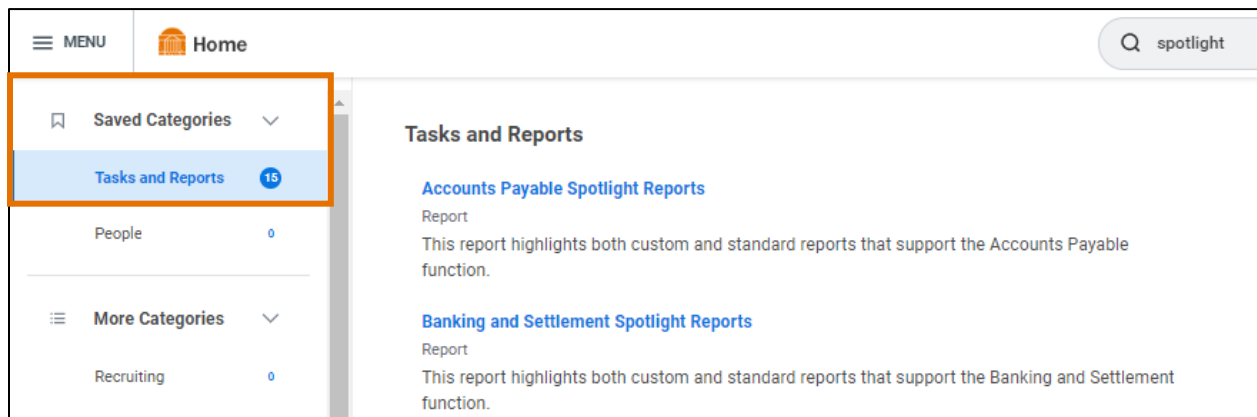 MENU
Home
spotlight
Saved Categories
Tasks and Reports 15
People 0
More Categories
Recruiting 0
Tasks and Reports
Accounts Payable Spotlight Reports
Report
This report highlights both custom and standard reports that support the Accounts Payable
function.
Banking and Settlement Spotlight Reports
Report
This report highlights both custom and standard reports that support the Banking and Settlement
function.